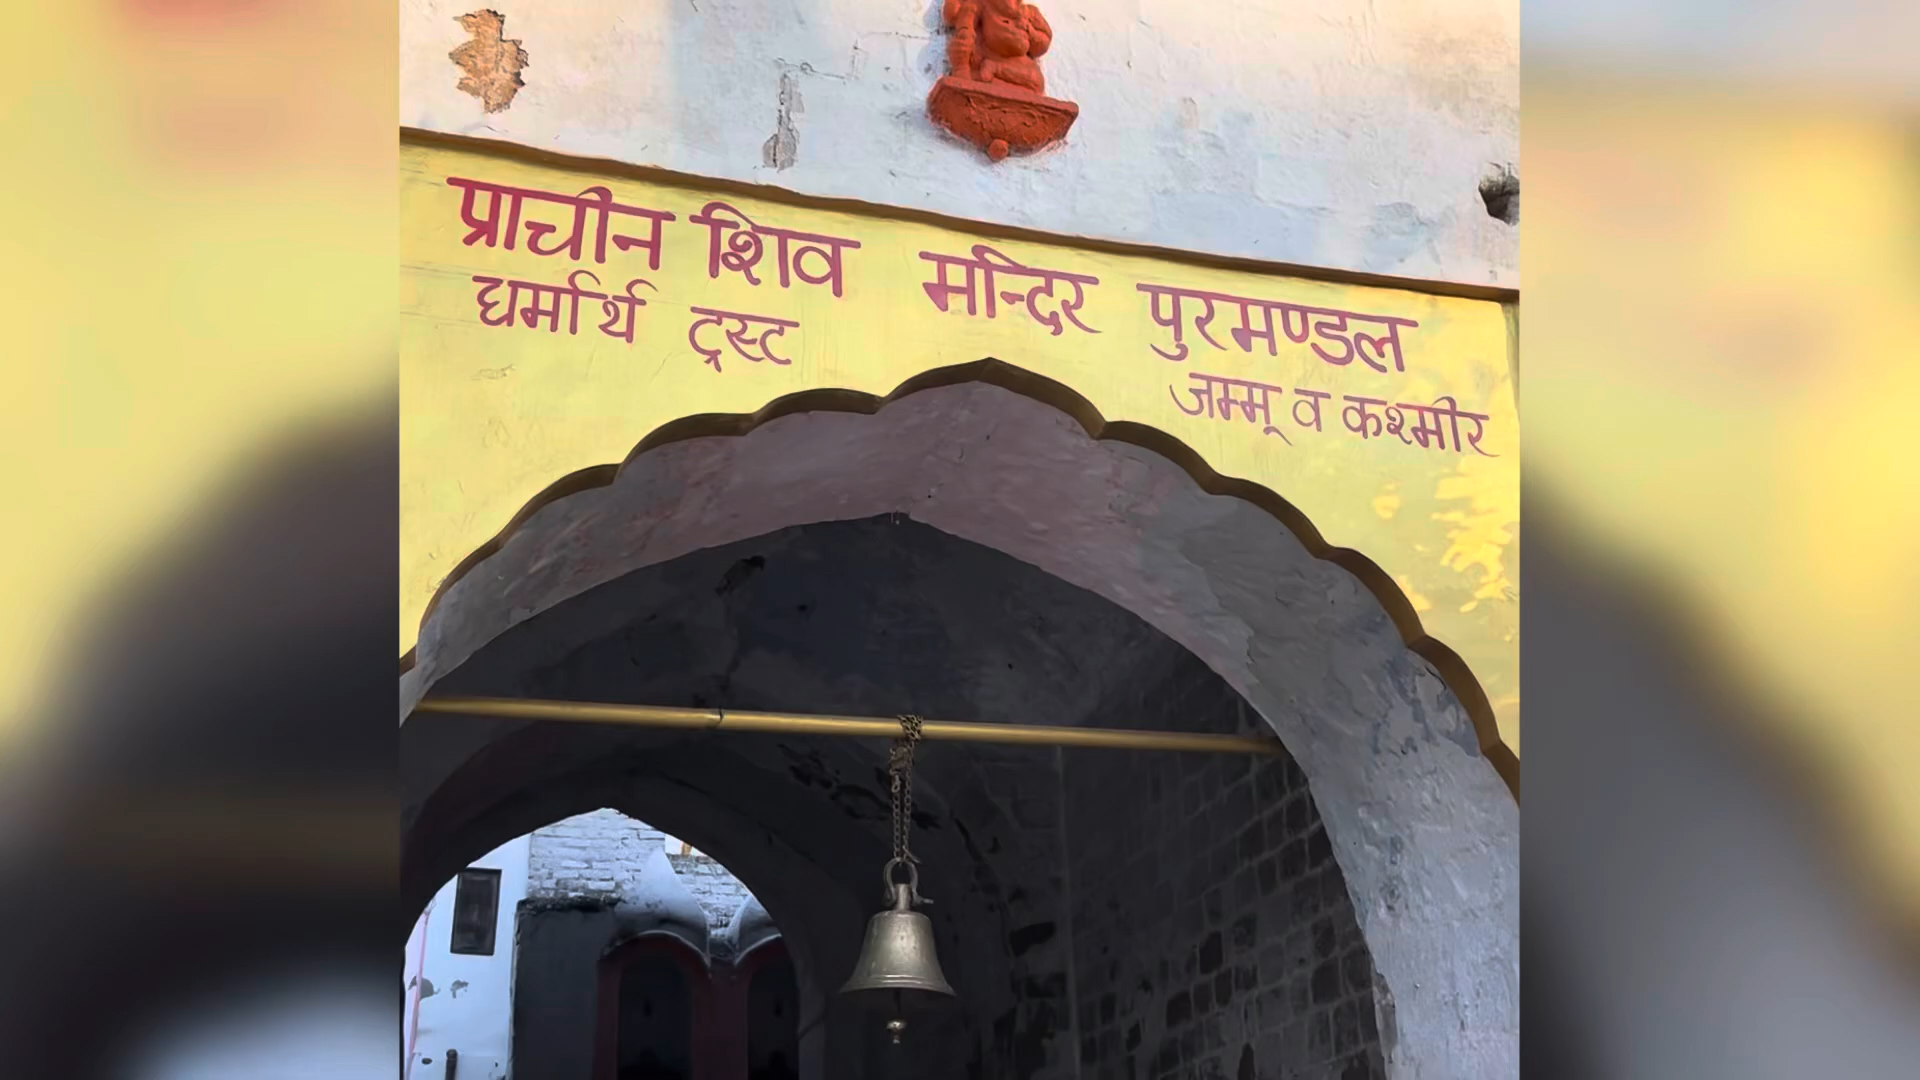 प्राचीन शिव मन्दिर पुरमण्डल
धर्मार्थ ट्रस्ट
जम्मू व कश्मीर